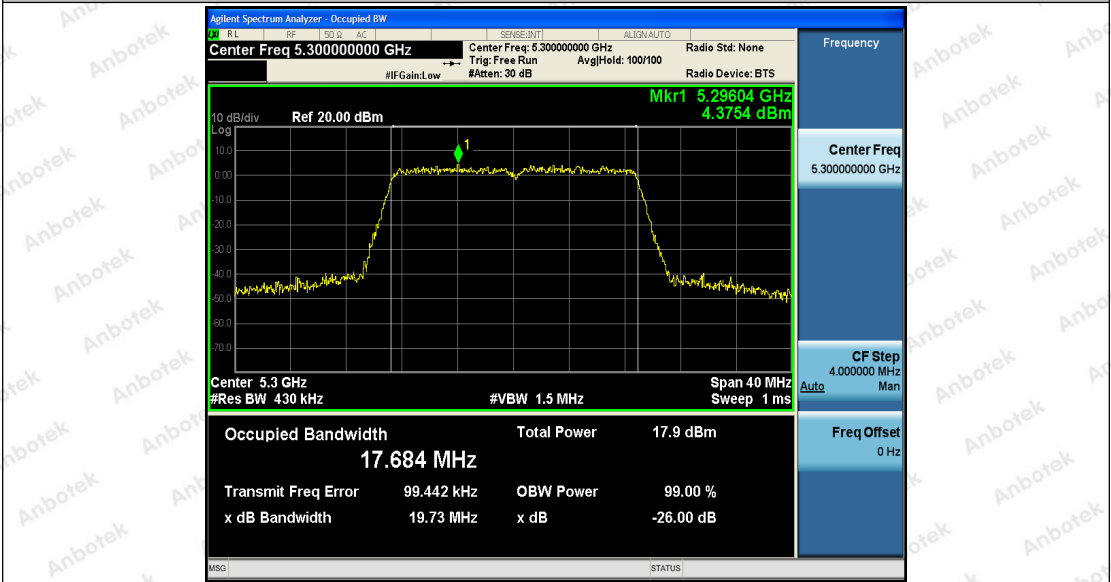 Agilent Spectrum Analyzer - Occupied BW
RL RF 50 Ω AC SENSE:INT ALIGNAUTO
Center Freq 5.300000000 GHz
Center Freq: 5.300000000 GHz
Radio Std: None
Trig: Free Run Avg|Hold: 100/100
#IFGain:Low
#Atten: 30 dB
Radio Device: BTS
Mkr1 5.29604 GHz
4.3754 dBm
10 dB/div Ref 20.00 dBm
Log
1
10.0
0.00
-10.0
-20.0
-30.0
-40.0
-50.0
-60.0
-70.0
Center 5.3 GHz
Span 40 MHz
#Res BW 430 kHz
#VBW 1.5 MHz
Sweep 1 ms
Occupied Bandwidth
Total Power 17.9 dBm
17.684 MHz
Transmit Freq Error 99.442 kHz
OBW Power 99.00 %
x dB Bandwidth 19.73 MHz
x dB -26.00 dB
MSG
STATUS
Frequency
Center Freq
5.300000000 GHz
CF Step
4.000000 MHz
Auto Man
Freq Offset
0 Hz
Anbotek